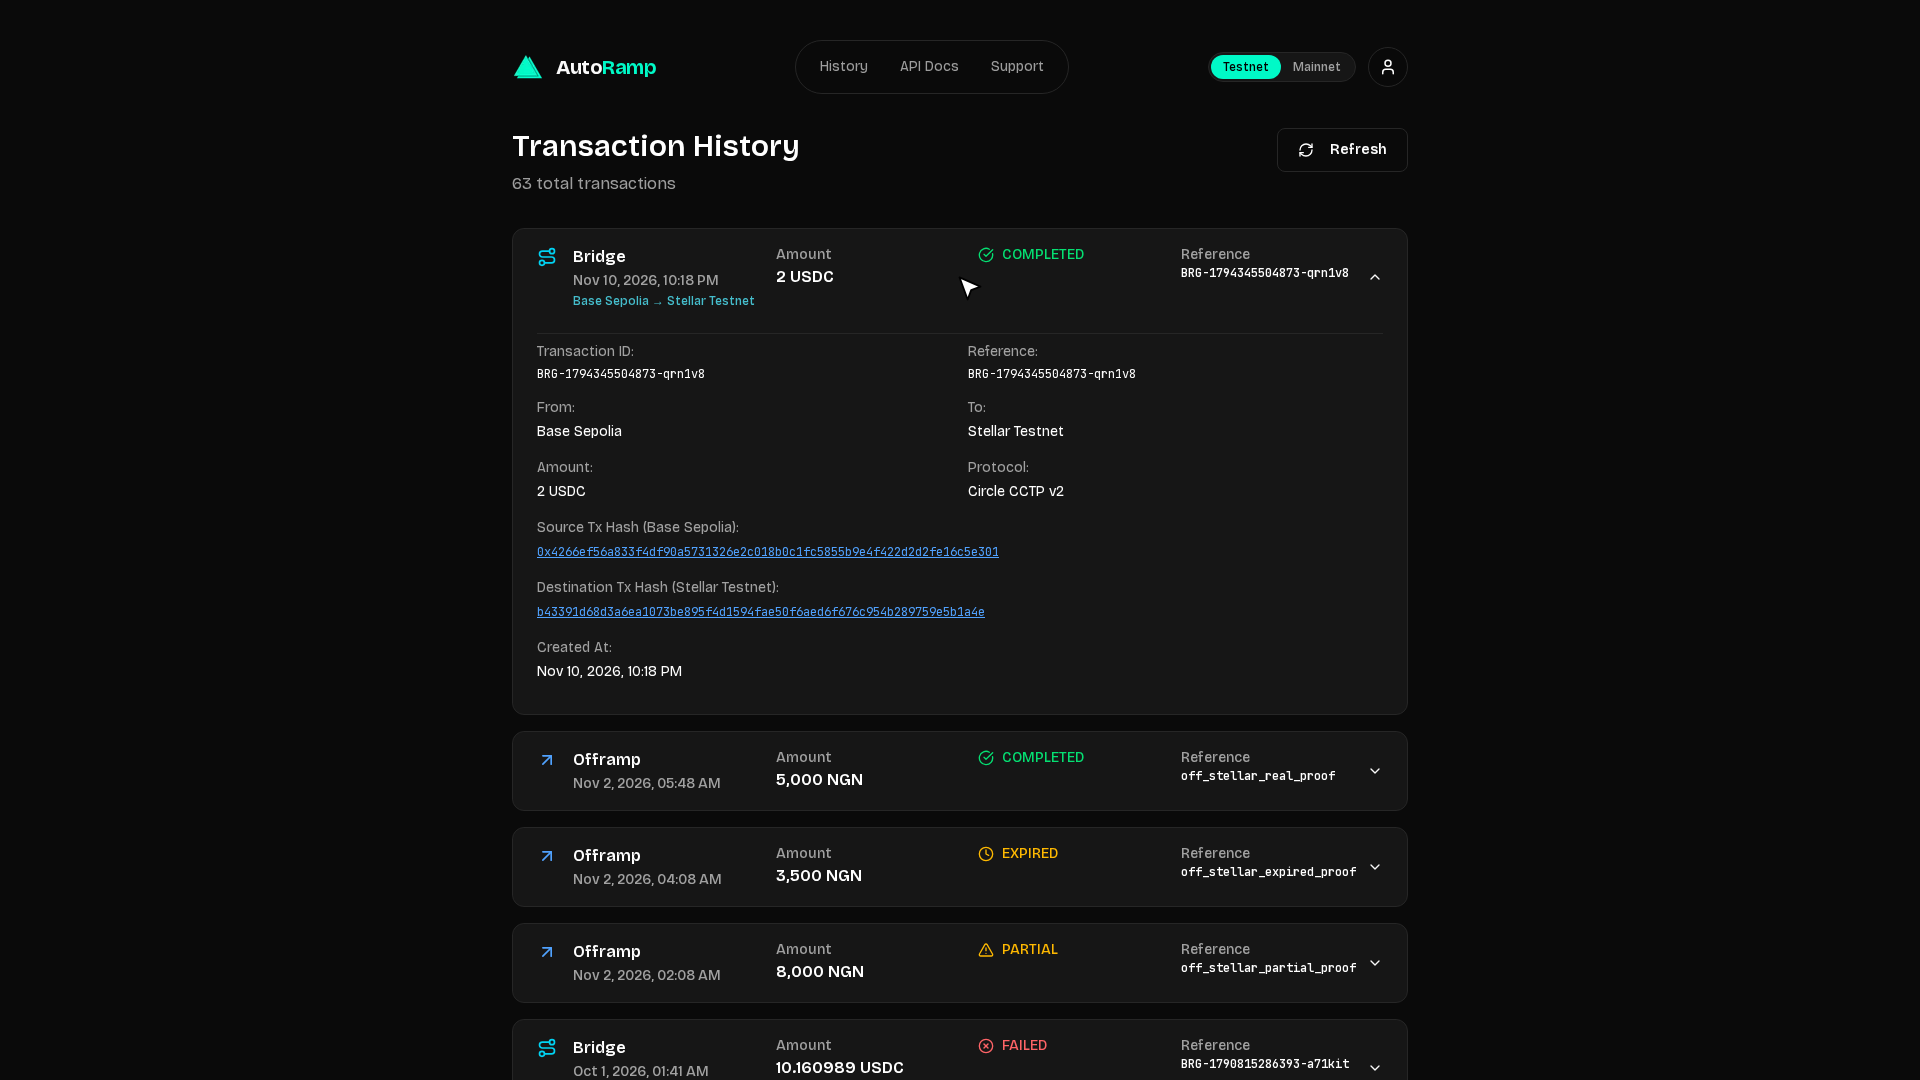 AutoRamp
History
API Docs
Support
Testnet
Mainnet
Transaction History
Refresh
63 total transactions
Bridge
Nov 10, 2026, 10:18 PM
Base Sepolia → Stellar Testnet
Amount
2 USDC
COMPLETED
Reference
BRG-1794345504873-qrn1v8
Transaction ID:
BRG-1794345504873-qrn1v8
Reference:
BRG-1794345504873-qrn1v8
From:
Base Sepolia
To:
Stellar Testnet
Amount:
2 USDC
Protocol:
Circle CCTP v2
Source Tx Hash (Base Sepolia):
0x4266ef56a833f4df90a5731326e2c018b0c1fc5855b9e4f422d2d2fe16c5e301
Destination Tx Hash (Stellar Testnet):
b43391d68d3a6ea1073be895f4d1594fae50f6aed6f676c954b289759e5b1a4e
Created At:
Nov 10, 2026, 10:18 PM
Offramp
Nov 2, 2026, 05:48 AM
Amount
5,000 NGN
COMPLETED
Reference
off_stellar_real_proof
Offramp
Nov 2, 2026, 04:08 AM
Amount
3,500 NGN
EXPIRED
Reference
off_stellar_expired_proof
Offramp
Nov 2, 2026, 02:08 AM
Amount
8,000 NGN
PARTIAL
Reference
off_stellar_partial_proof
Bridge
Oct 1, 2026, 01:41 AM
Amount
10.160989 USDC
FAILED
Reference
BRG-1790815286393-a71kit